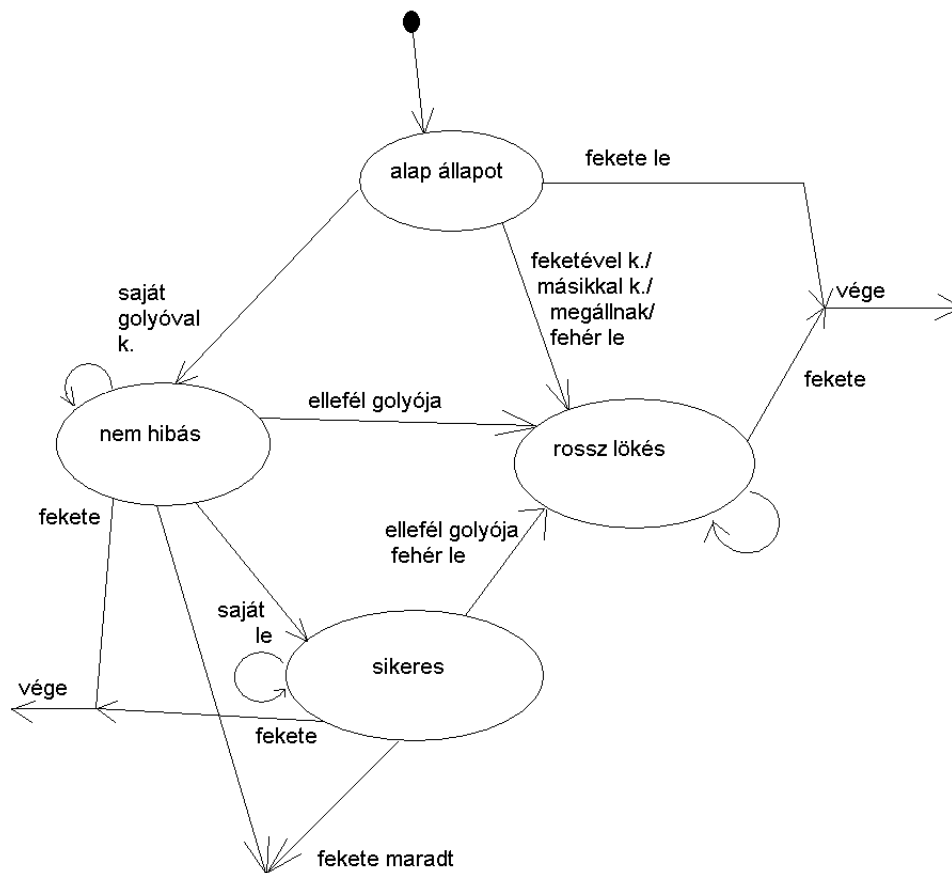 alap állapot
fekete le
feketével k./
másikkal k./
megállnak/
fehér le
vége
saját
golyóval
k.
fekete
ellefél golyója
nem hibás
rossz lökés
fekete
ellefél golyója
fehér le
saját
le
sikeres
vége
fekete
fekete maradt